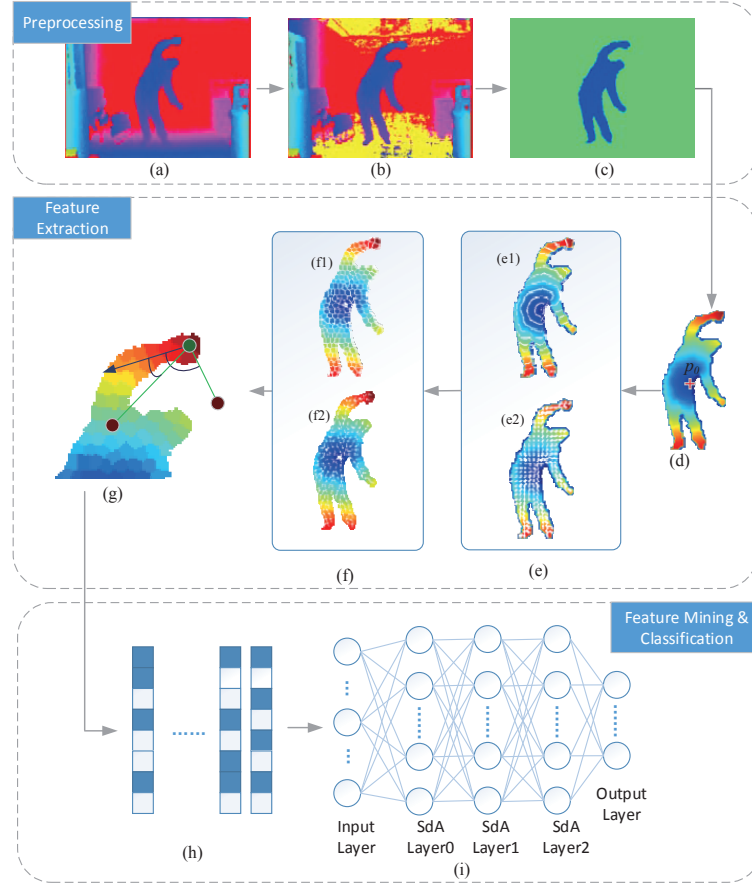 Preprocessing
(a)
(b)
(c)
Feature
Extraction
(f1)
(e1)
p0
(f2)
(e2)
(d)
(g)
(f)
(e)
Feature Mining &
Classification
......
(h)
Input
Layer
SdA
Layer0
SdA
Layer1
SdA
Layer2
Output
Layer
(i)